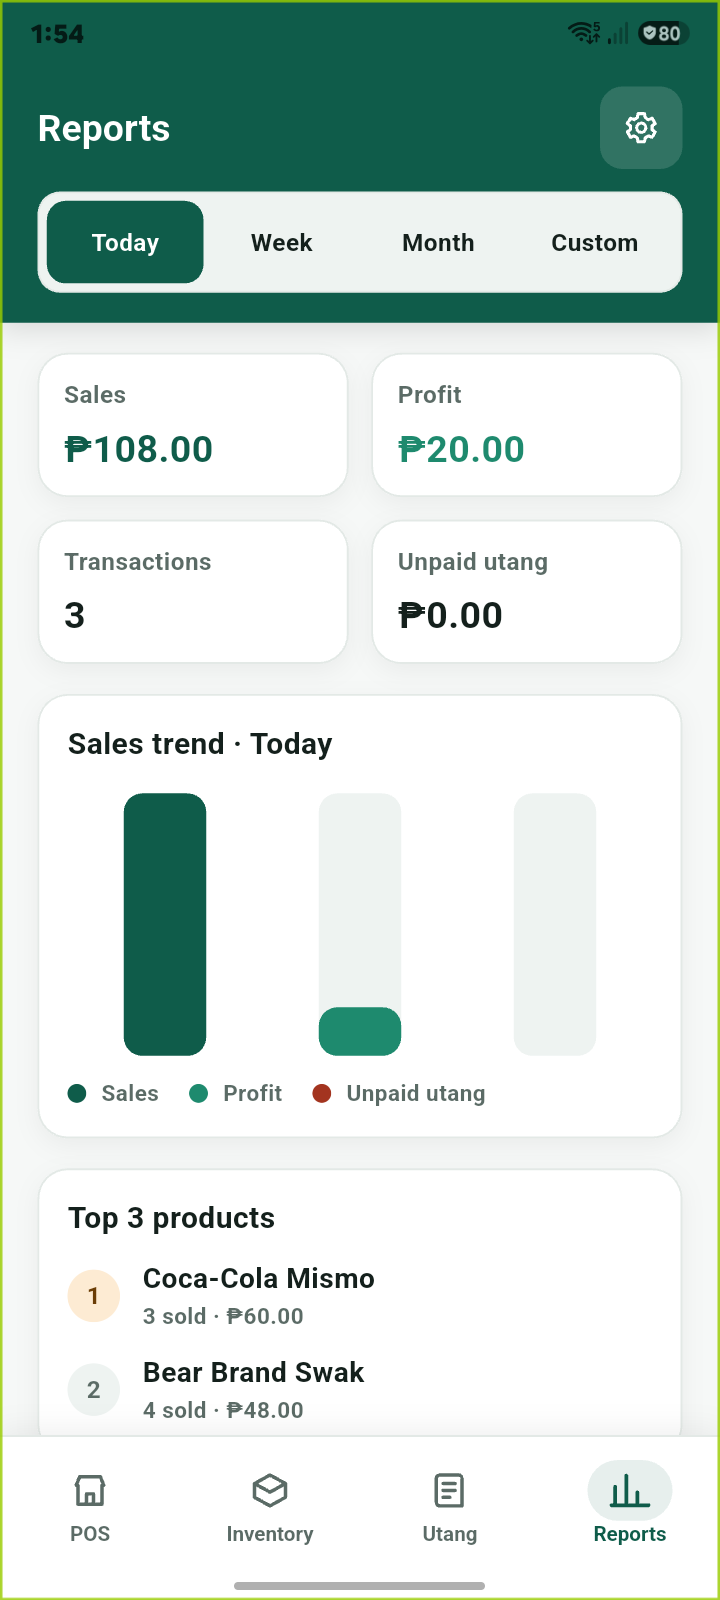 1:54
5
80
Reports
Today Week Month Custom
Sales
₱108.00
Profit
₱20.00
Transactions
3
Unpaid utang
₱0.00
Sales trend · Today
Sales Profit Unpaid utang
Top 3 products
1
Coca-Cola Mismo
3 sold · ₱60.00
2
Bear Brand Swak
4 sold · ₱48.00
POS Inventory Utang Reports